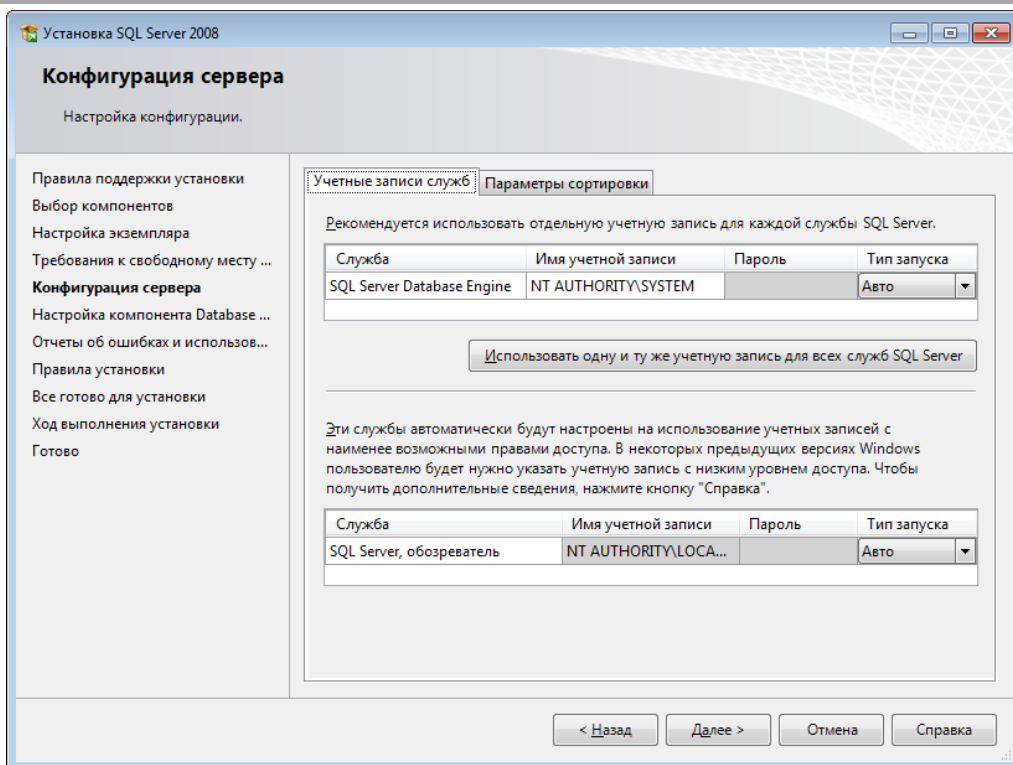 Установка SQL Server 2008
Конфигурация сервера
Настройка конфигурации.
Правила поддержки установки
Выбор компонентов
Настройка экземпляра
Требования к свободному месту ...
Конфигурация сервера
Настройка компонента Database ...
Отчеты об ошибках и использов...
Правила установки
Все готово для установки
Ход выполнения установки
Готово
Учетные записи служб Параметры сортировки
Рекомендуется использовать отдельную учетную запись для каждой службы SQL Server.
Служба Имя учетной записи Пароль Тип запуска
SQL Server Database Engine NT AUTHORITY\SYSTEM Авто
Использовать одну и ту же учетную запись для всех служб SQL Server
Эти службы автоматически будут настроены на использование учетных записей с
наименее возможными правами доступа. В некоторых предыдущих версиях Windows
пользователю будет нужно указать учетную запись с низким уровнем доступа. Чтобы
получить дополнительные сведения, нажмите кнопку "Справка".
Служба Имя учетной записи Пароль Тип запуска
SQL Server, обозреватель NT AUTHORITY\LOCA... Авто
< Назад Далее > Отмена Справка